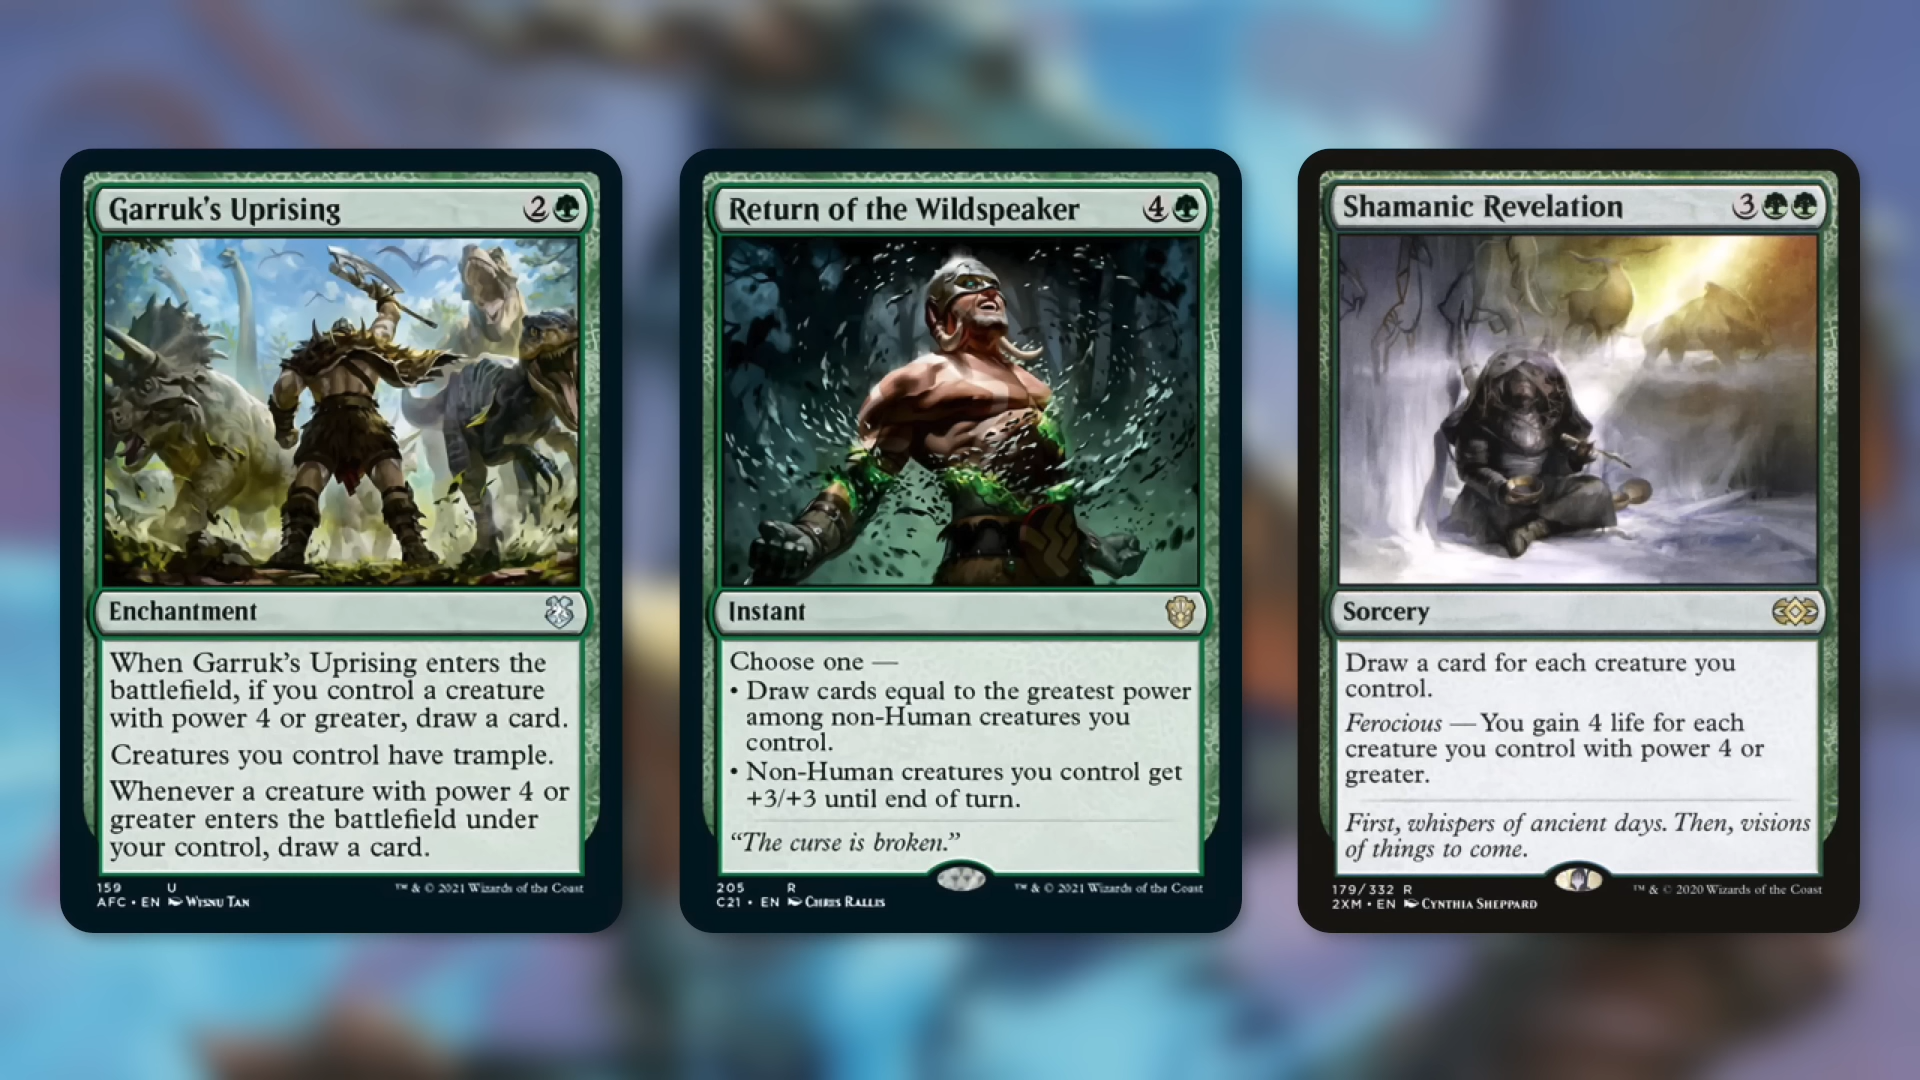 Garruk's Uprising
2
Enchantment
When Garruk's Uprising enters the
battlefield, if you control a creature
with power 4 or greater, draw a card.
Creatures you control have trample.
Whenever a creature with power 4 or
greater enters the battlefield under
your control, draw a card.
159 U
AFC • EN Wisnu Tan
™ & © 2021 Wizards of the Coast
Return of the Wildspeaker
4
Instant
Choose one —
• Draw cards equal to the greatest power
among non-Human creatures you
control.
• Non-Human creatures you control get
+3/+3 until end of turn.
“The curse is broken.”
205 R
C21 • EN Chris Rallis
™ & © 2021 Wizards of the Coast
Shamanic Revelation
3
Sorcery
Draw a card for each creature you
control.
Ferocious — You gain 4 life for each
creature you control with power 4 or
greater.
First, whispers of ancient days. Then, visions
of things to come.
179/332 R
2XM • EN Cynthia Sheppard
™ & © 2020 Wizards of the Coast